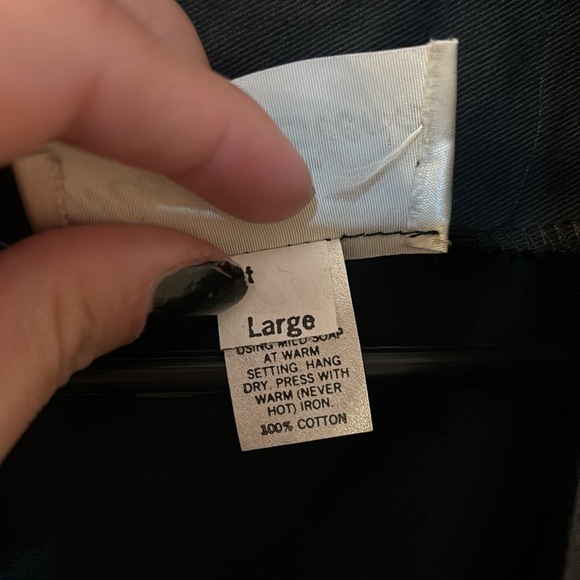 t
Large
USING MILD SOAP
AT WARM
SETTING. HANG
DRY. PRESS WITH
WARM (NEVER
HOT) IRON.
100% COTTON